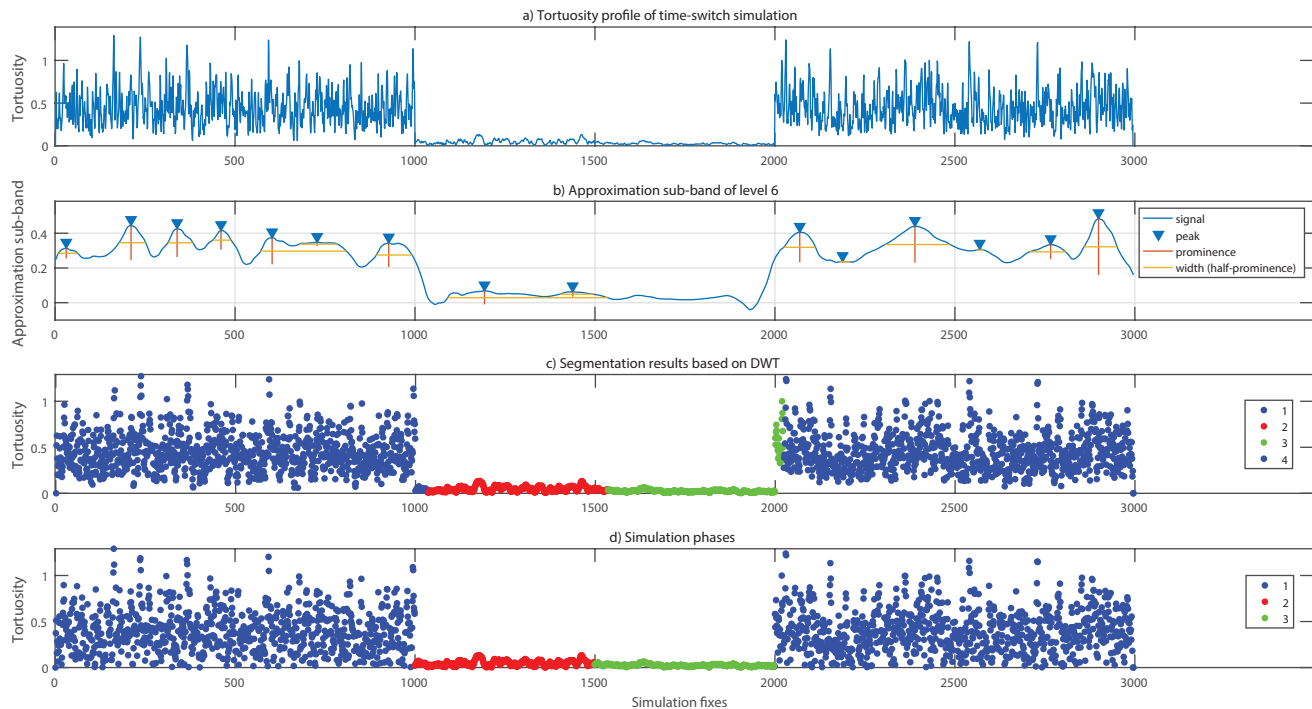 a) Tortuosity profile of time-switch simulation
Tortuosity
1
0.5
0
0 500 1000 1500 2000 2500 3000
b) Approximation sub-band of level 6
Approximation sub-band
0.4
0.2
0
0 500 1000 1500 2000 2500 3000
signal
peak
prominence
width (half-prominence)
c) Segmentation results based on DWT
Tortuosity
1
0.5
0
0 500 1000 1500 2000 2500 3000
1
2
3
4
d) Simulation phases
Tortuosity
1
0.5
0
0 500 1000 1500 2000 2500 3000
1
2
3
Simulation fixes